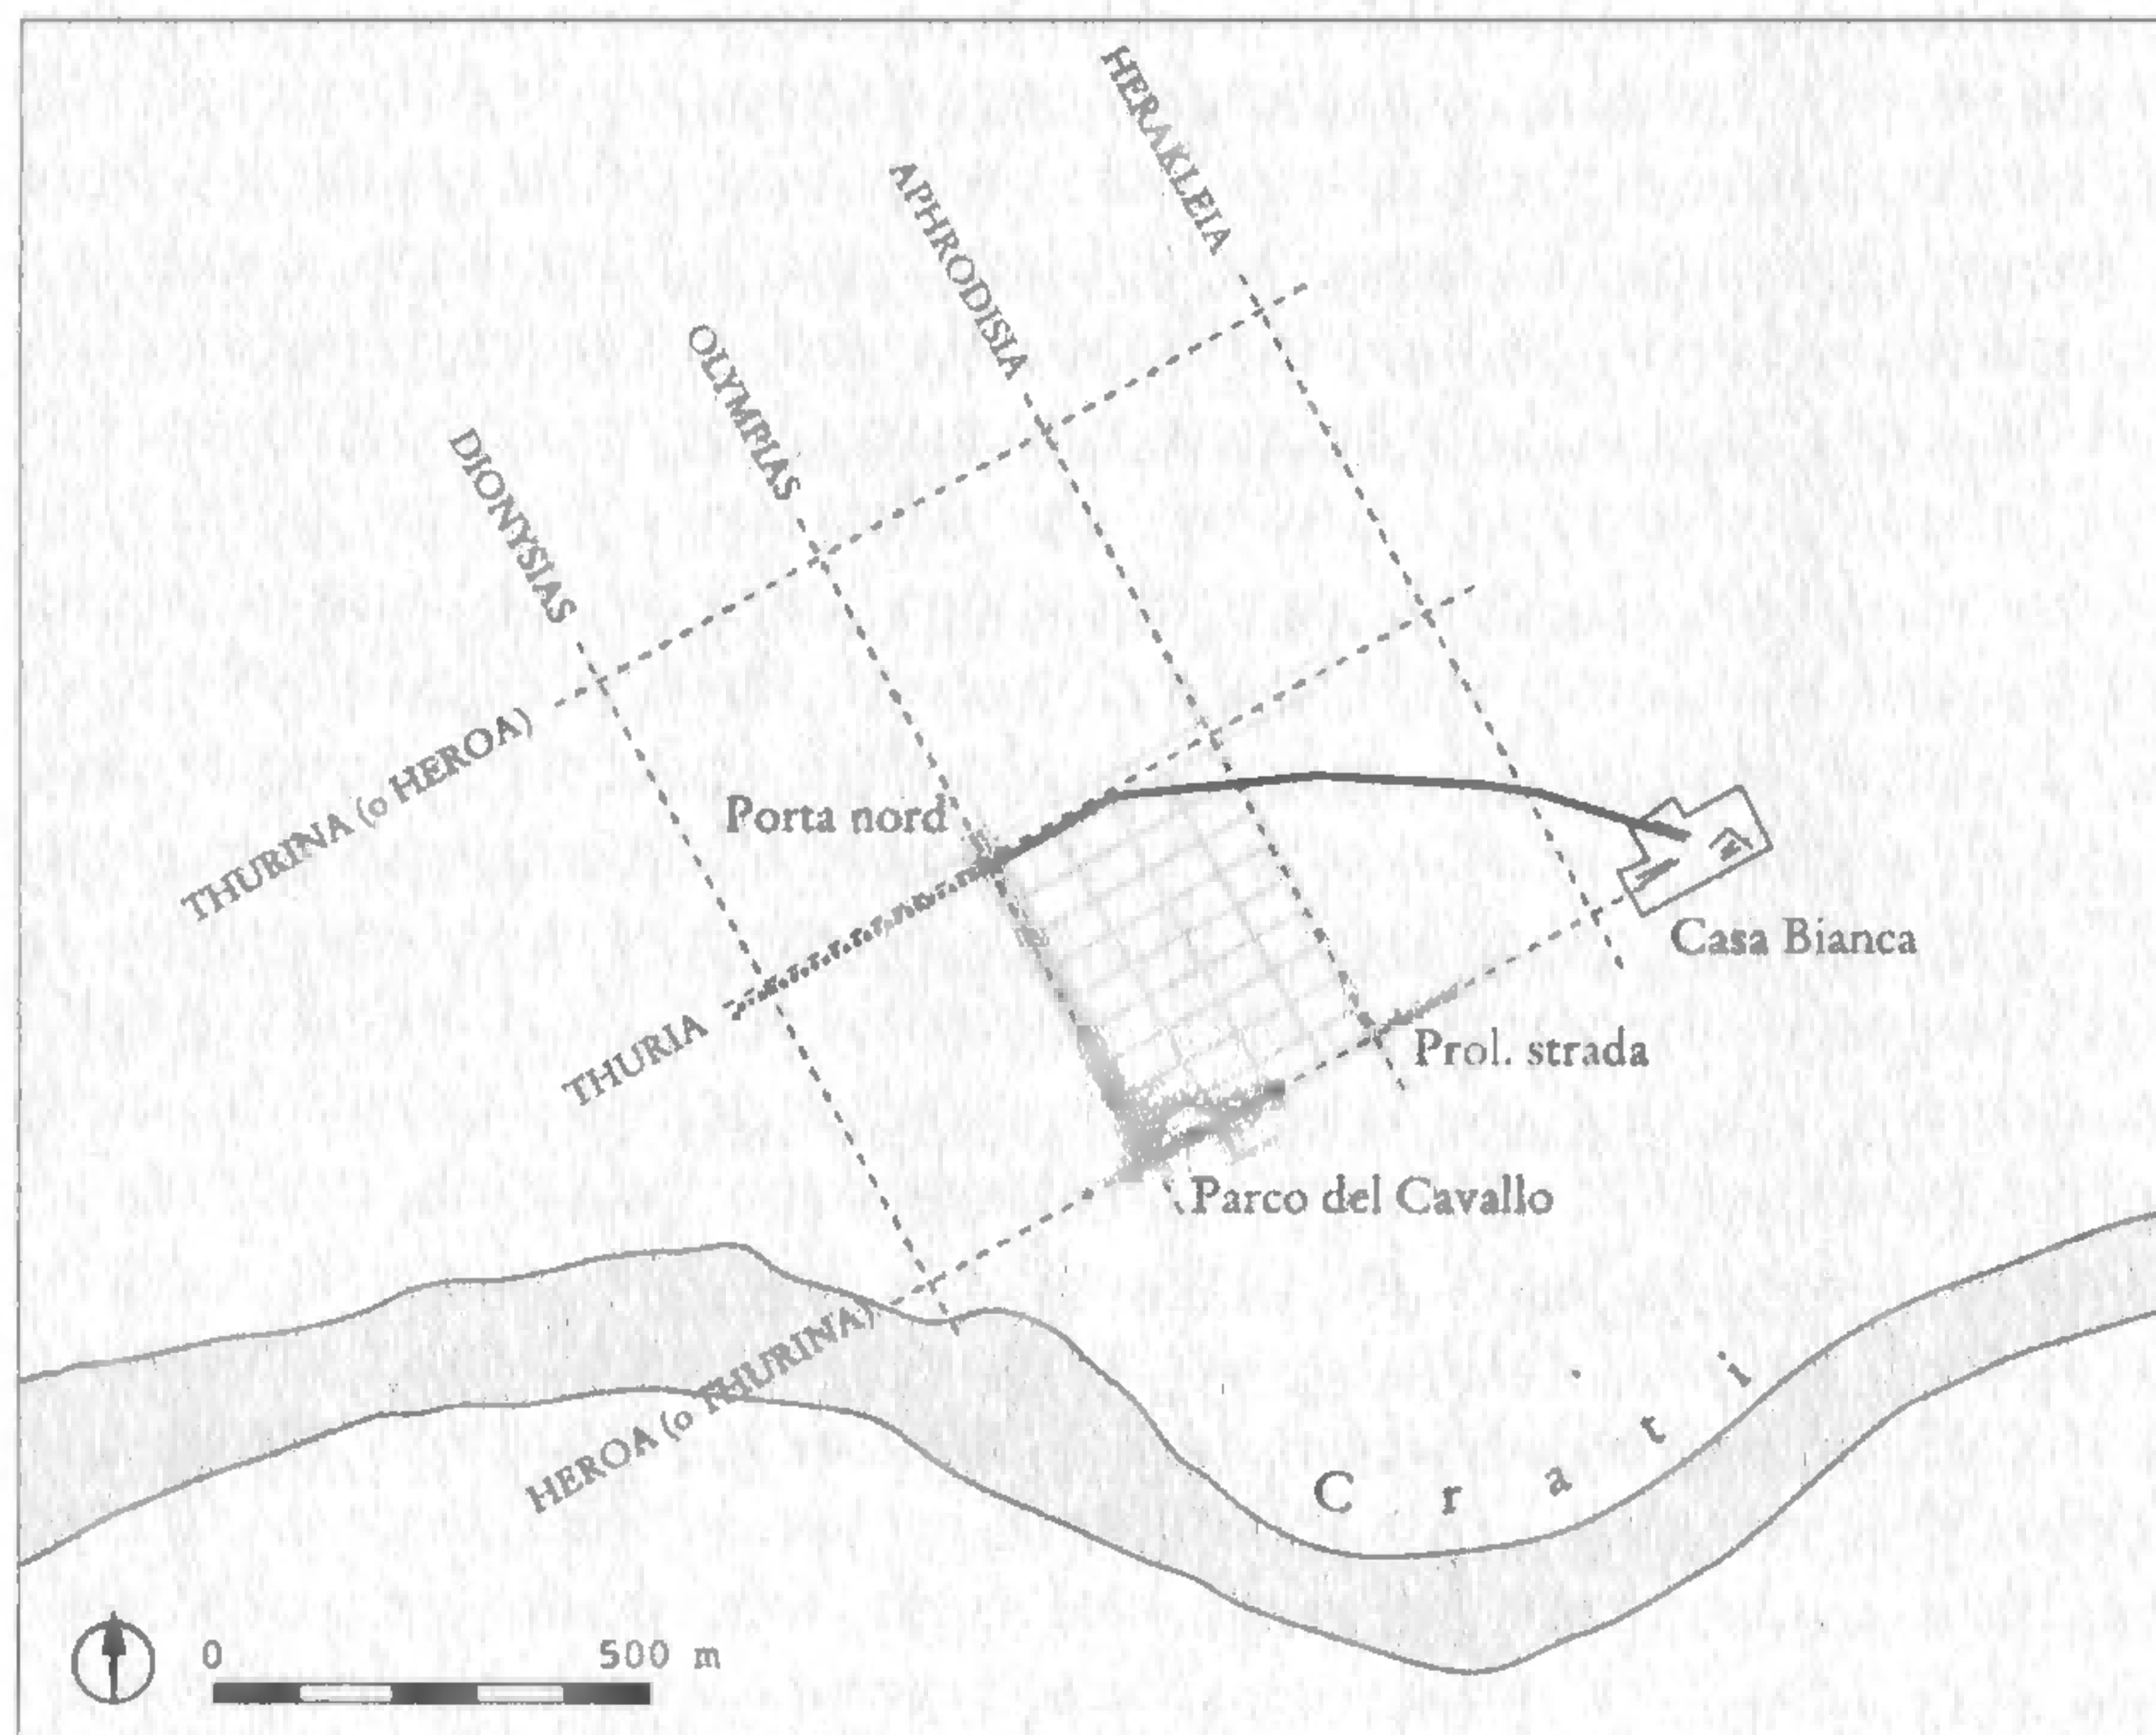 HERAKLEIA
APHRODISIA
OLYMPIAS
DIONYSIAS
THURINA (o HEROA)
Porta nord
Casa Bianca
THURIA
Prol. strada
Parco del Cavallo
HEROA (o THURINA)
Crati
0 500 m